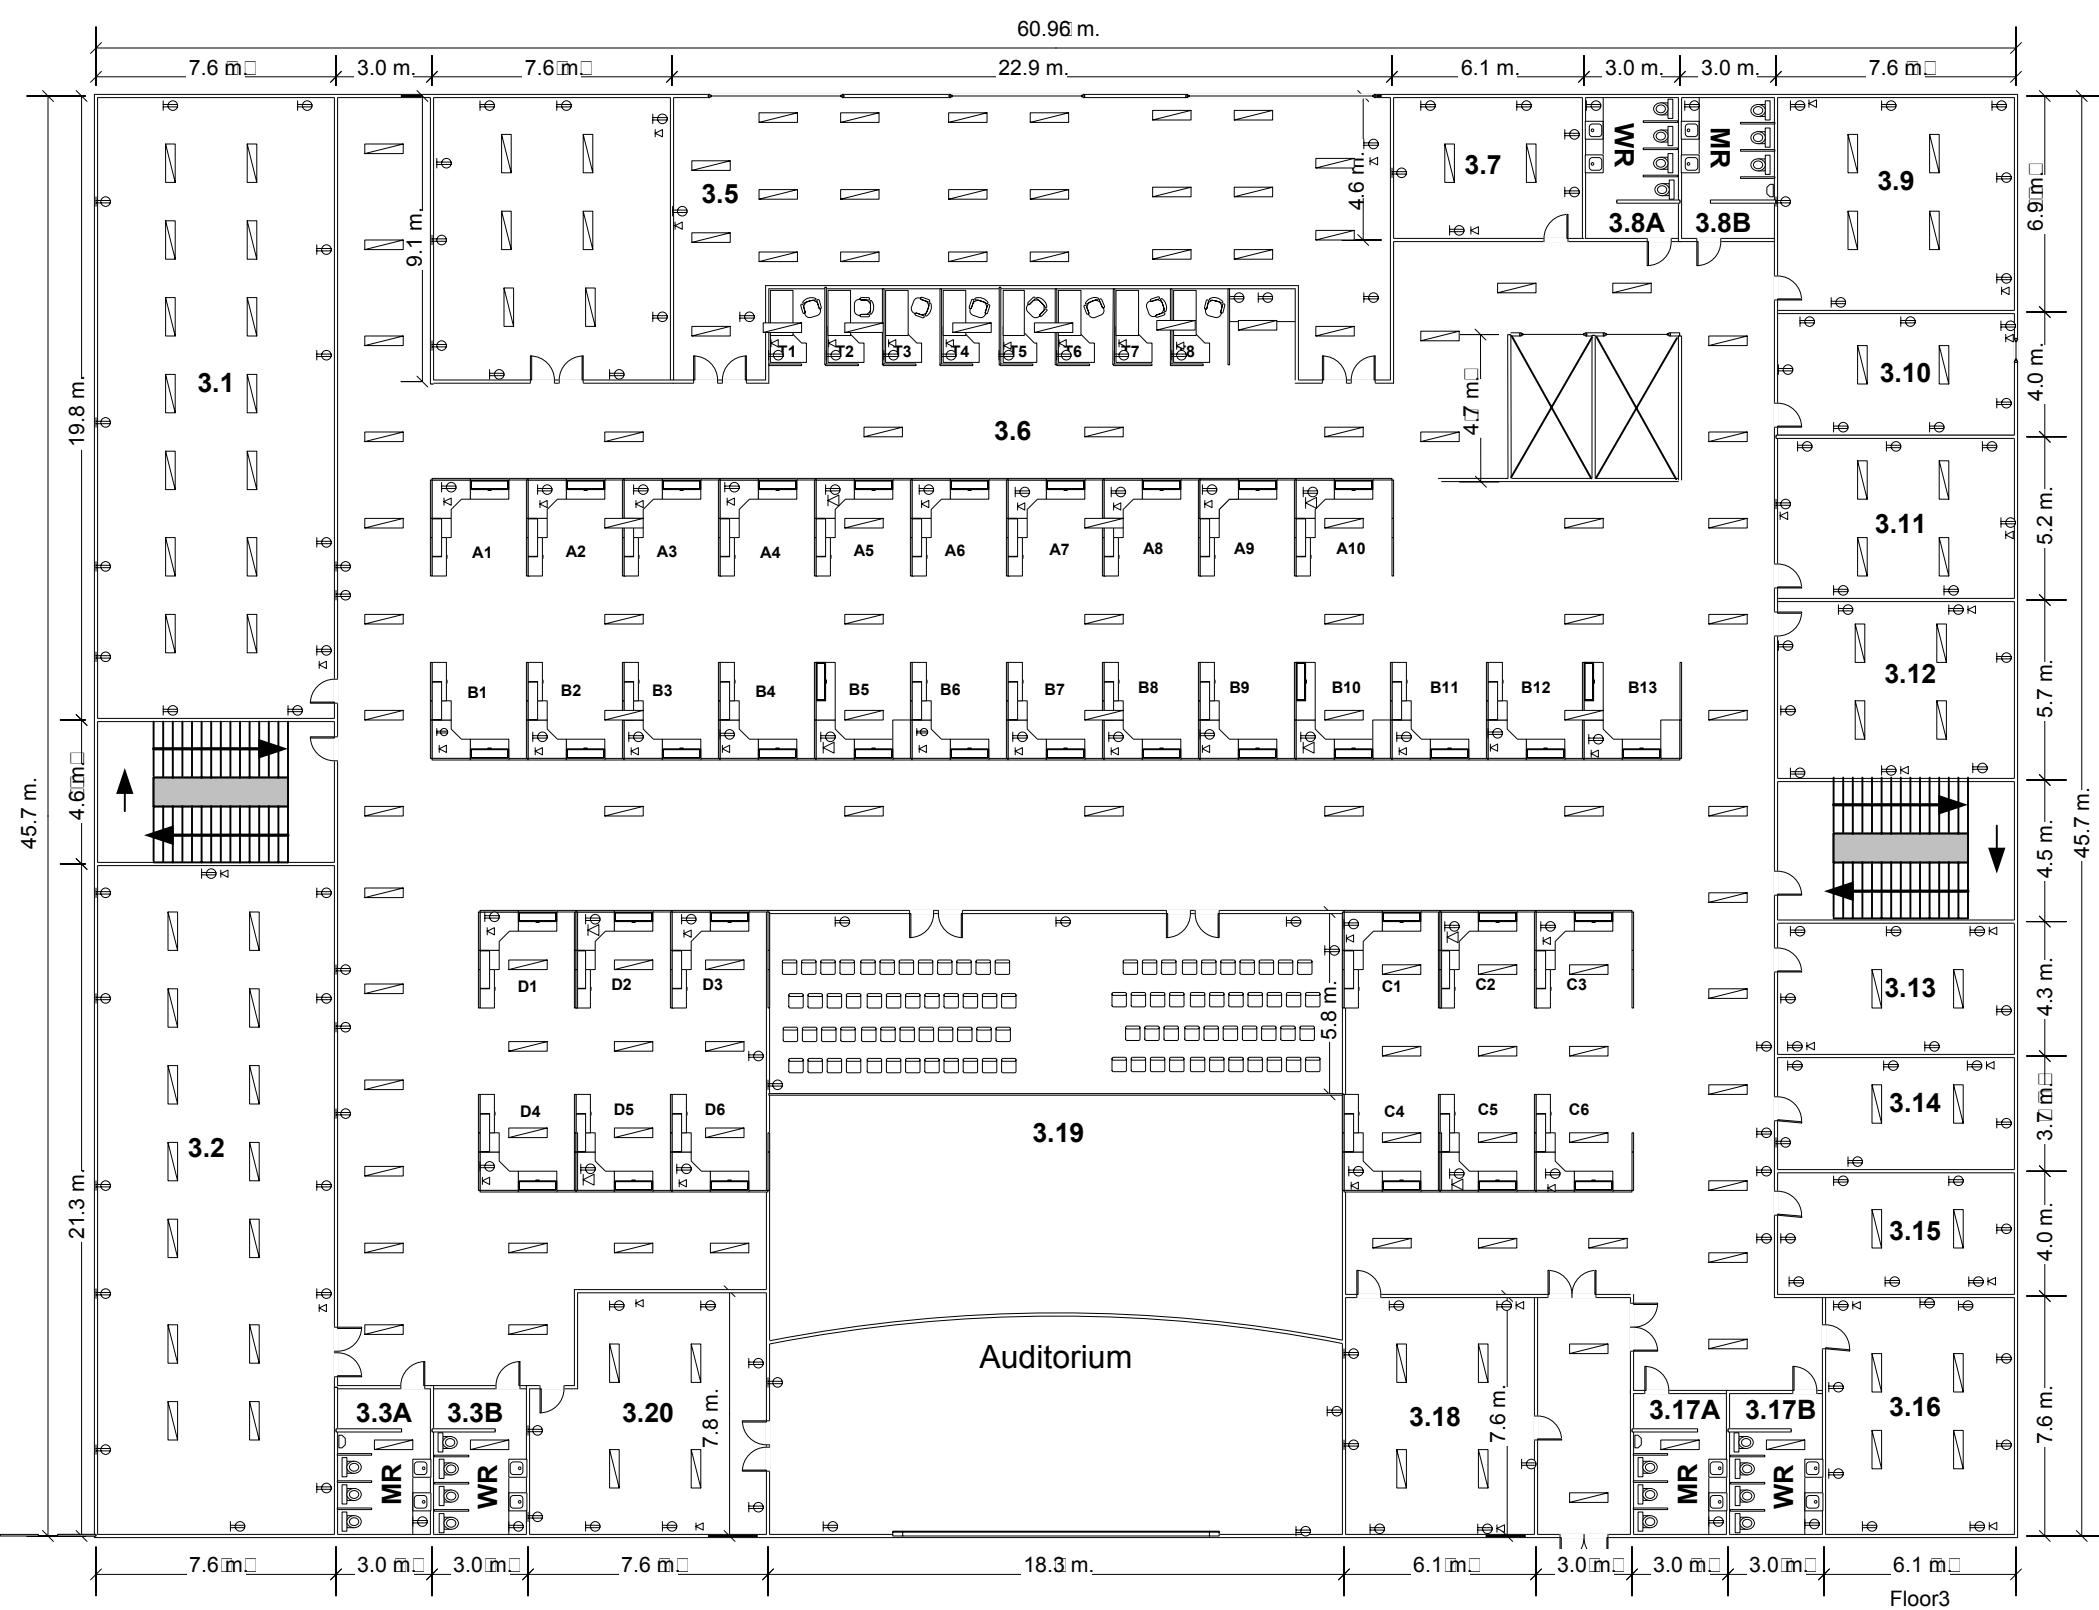 60.96 m.
7.6 m.
3.0 m.
7.6 m.
22.9 m.
6.1 m.
3.0 m.
3.0 m.
7.6 m.
WR
MR
3.7
3.9
3.5
4.6 m.
6.9 m.
9.1 m.
3.8A
3.8B
T1
T2
T3
T4
T5
T6
T7
T8
3.1
3.10
4.0 m.
19.8 m.
4.7 m.
3.6
3.11
5.2 m.
A1
A2
A3
A4
A5
A6
A7
A8
A9
A10
B1
B2
B3
B4
B5
B6
B7
B8
B9
B10
B11
B12
B13
3.12
5.7 m.
45.7 m.
4.6 m.
4.5 m.
45.7 m.
D1
D2
D3
C1
C2
C3
5.8 m.
3.13
4.3 m.
D4
D5
D6
C4
C5
C6
3.14
3.7 m.
3.2
3.19
21.3 m.
3.15
4.0 m.
Auditorium
3.3A
3.3B
3.20
7.8 m.
3.18
7.6 m.
3.17A
3.17B
3.16
7.6 m.
MR
WR
MR
WR
7.6 m.
3.0 m.
3.0 m.
7.6 m.
18.3 m.
6.1 m.
3.0 m.
3.0 m.
3.0 m.
6.1 m.
Floor3